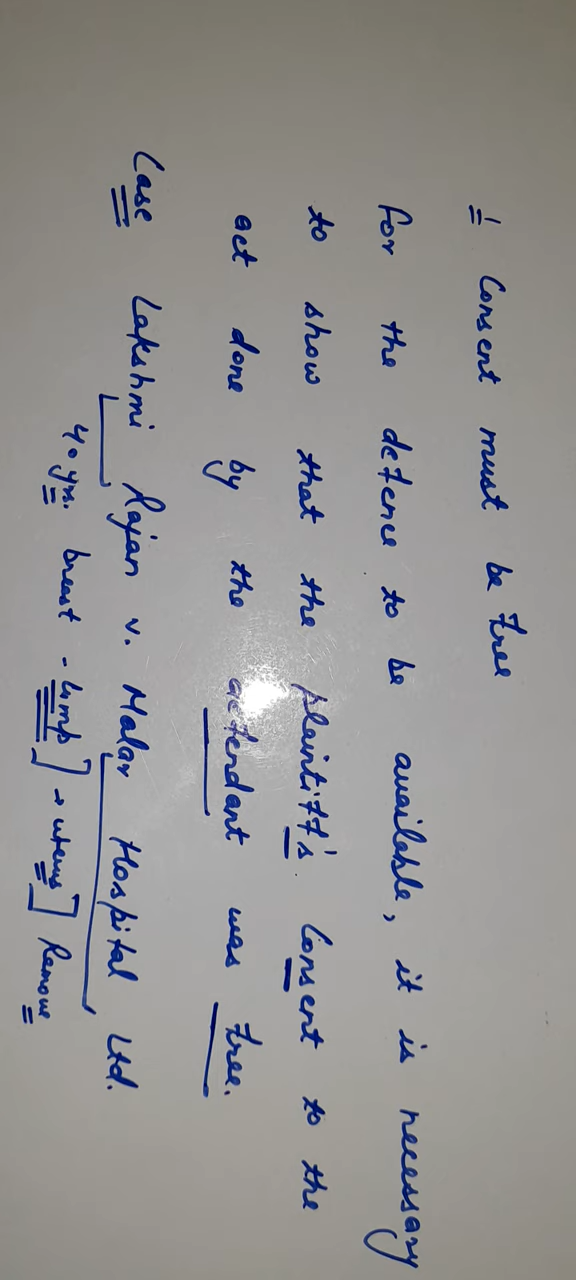 1 Consent must be free
for the defence to be available, it is necessary
to show that the plaintiff's consent to the
act done by the defendant was free.
Case Lakshmi Rajan v. Malar Hospital Ltd.
40 yr. breast - lump] → uterus] Remove